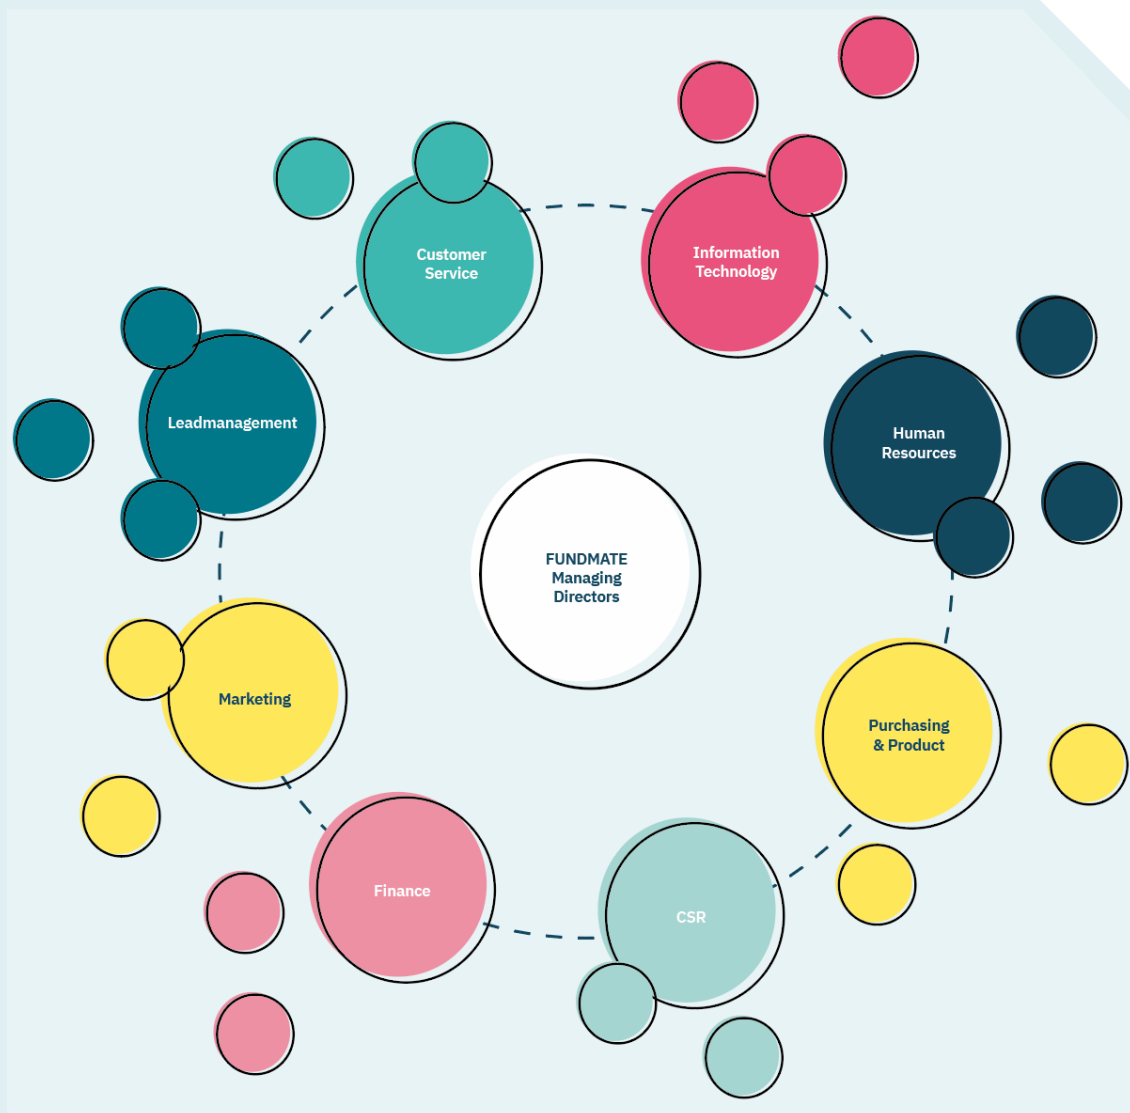 Customer
Service
Information
Technology
Leadmanagement
Human
Resources
FUNDMATE
Managing
Directors
Marketing
Purchasing
& Product
Finance
CSR